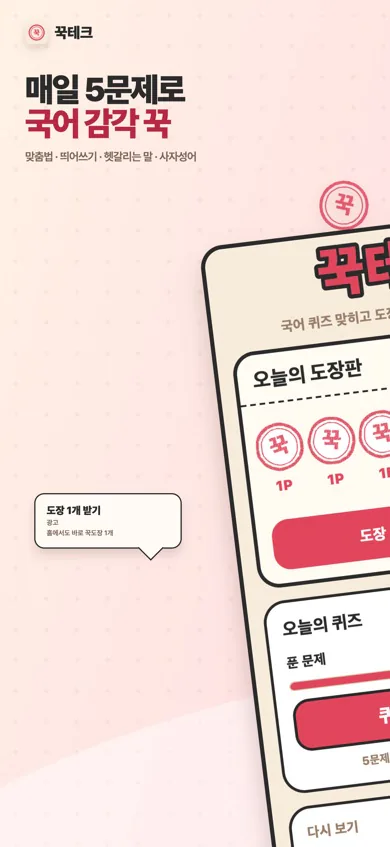 꾹 꾹테크
매일 5문제로
국어 감각 꾹
맞춤법 · 띄어쓰기 · 헷갈리는 말 · 사자성어
꾹
꾹테
국어 퀴즈 맞히고 도장
오늘의 도장판
꾹 꾹 꾹
1P 1P 1P
도장
도장 1개 받기
광고
홈에서도 바로 꾹도장 1개
오늘의 퀴즈
푼 문제
퀴
5문제
다시 보기